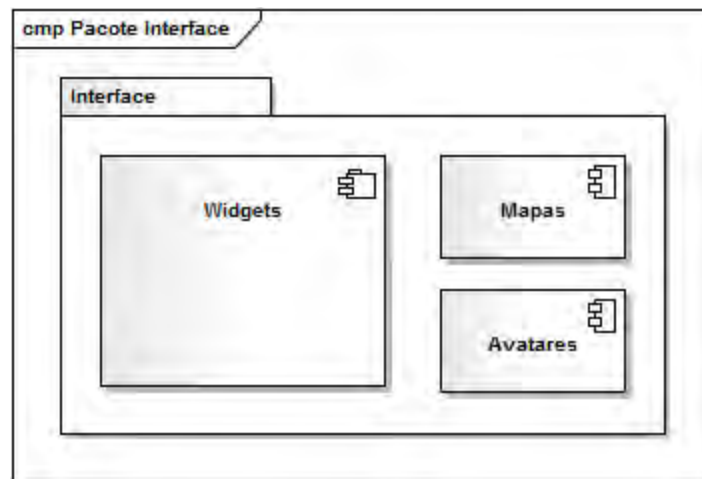 cmp Pacote Interface
Interface
Widgets
Mapas
Avatares